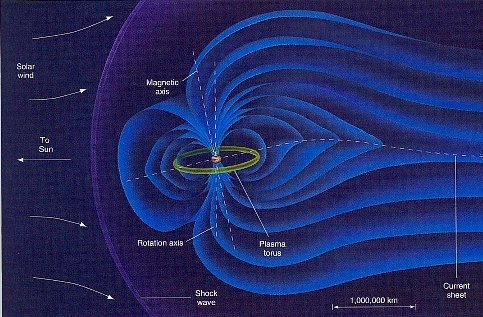 Solar
wind
Magnetic
axis
To
Sun
Rotation axis
Plasma
torus
Shock
wave
1,000,000 km
Current
sheet